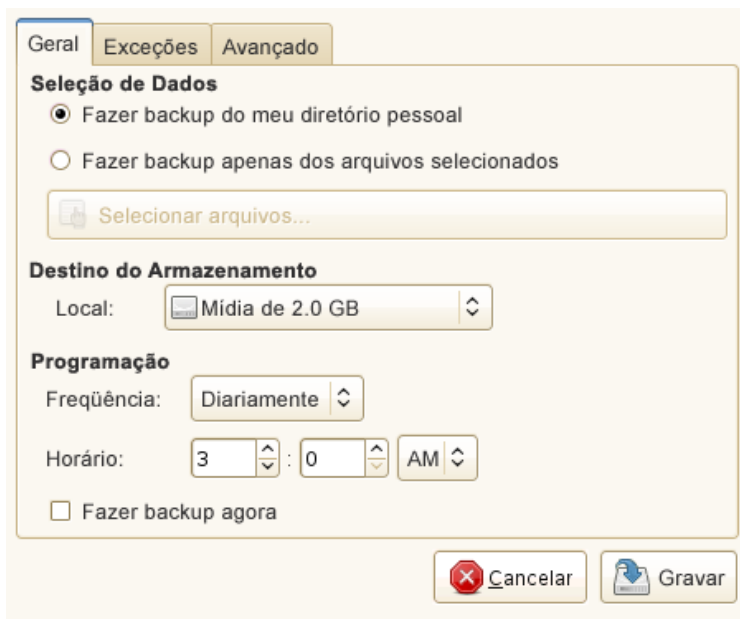 Geral Exceções Avançado
Seleção de Dados
Fazer backup do meu diretório pessoal
Fazer backup apenas dos arquivos selecionados
Selecionar arquivos...
Destino do Armazenamento
Local: Mídia de 2.0 GB
Programação
Freqüência: Diariamente
Horário: 3 : 0 AM
Fazer backup agora
Cancelar Gravar